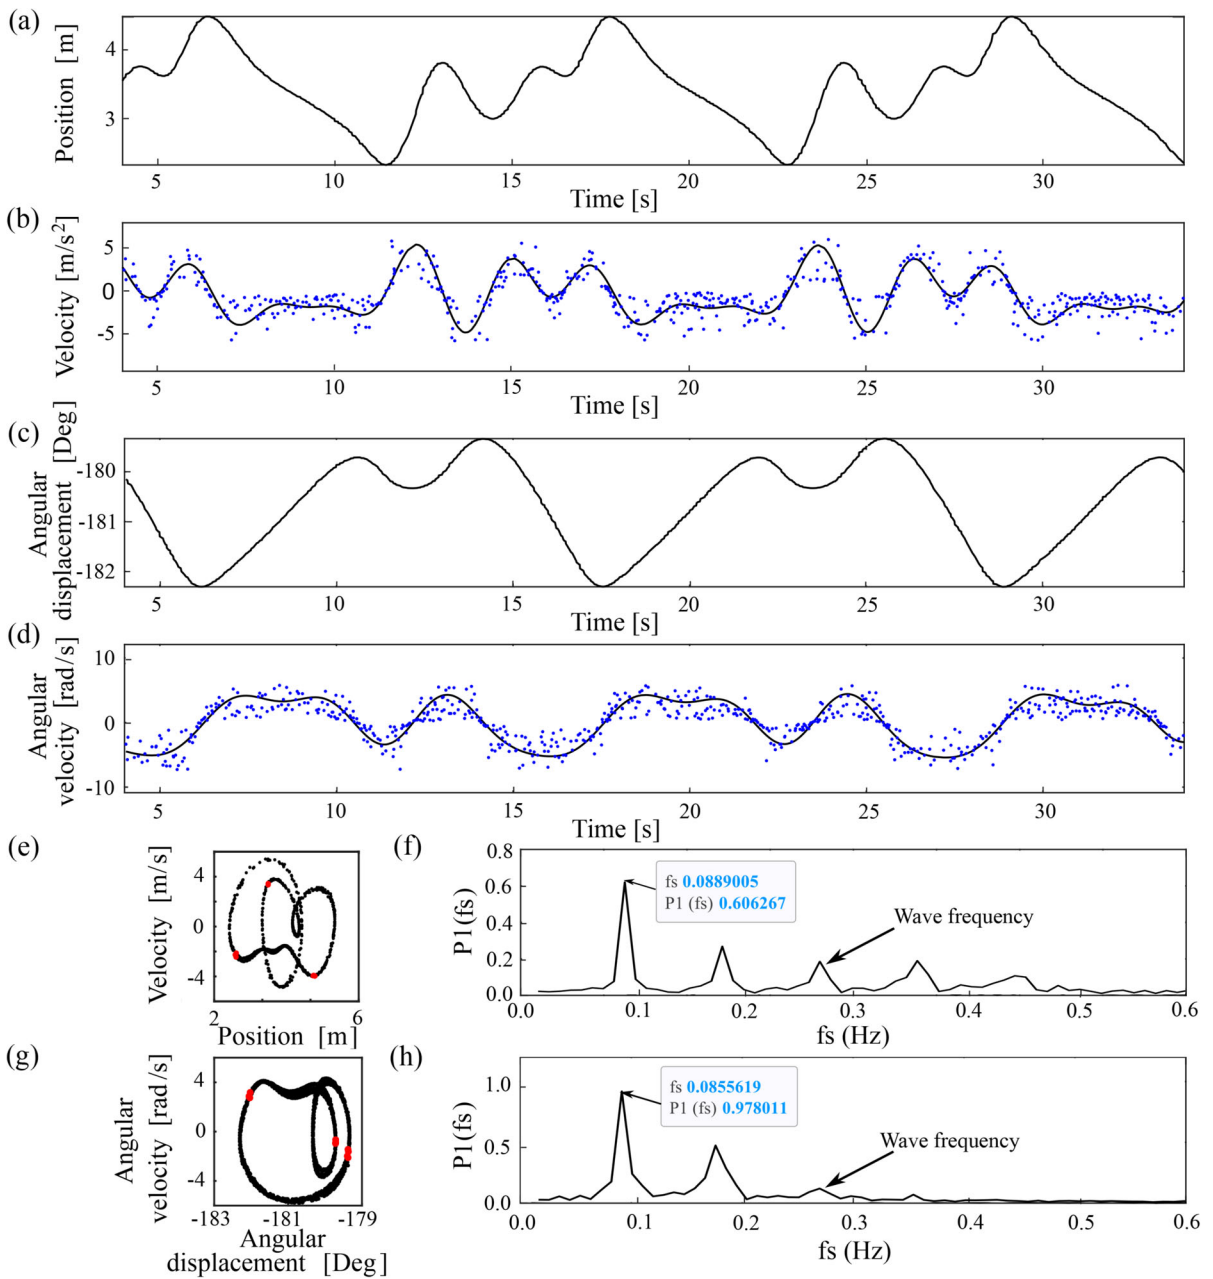 (a)
Position [m]
4
3
5 10 15 20 25 30
Time [s]
(b)
Velocity [m/s²]
5
0
-5
5 10 15 20 25 30
Time [s]
(c)
Angular
displacement [Deg]
-180
-181
-182
5 10 15 20 25 30
Time [s]
(d)
Angular
velocity [rad/s]
10
0
-10
5 10 15 20 25 30
Time [s]
(e)
Velocity [m/s]
4
0
-4
2 6
Position [m]
(f)
P1(fs)
0.8
0.6
0.4
0.2
0.0
fs 0.0889005
P1 (fs) 0.606267
Wave frequency
0.0 0.1 0.2 0.3 0.4 0.5 0.6
fs (Hz)
(g)
Angular
velocity [rad/s]
4
0
-4
-183 -181 -179
Angular
displacement [Deg]
(h)
P1(fs)
1.0
0.5
0.0
fs 0.0855619
P1 (fs) 0.978011
Wave frequency
0.0 0.1 0.2 0.3 0.4 0.5 0.6
fs (Hz)